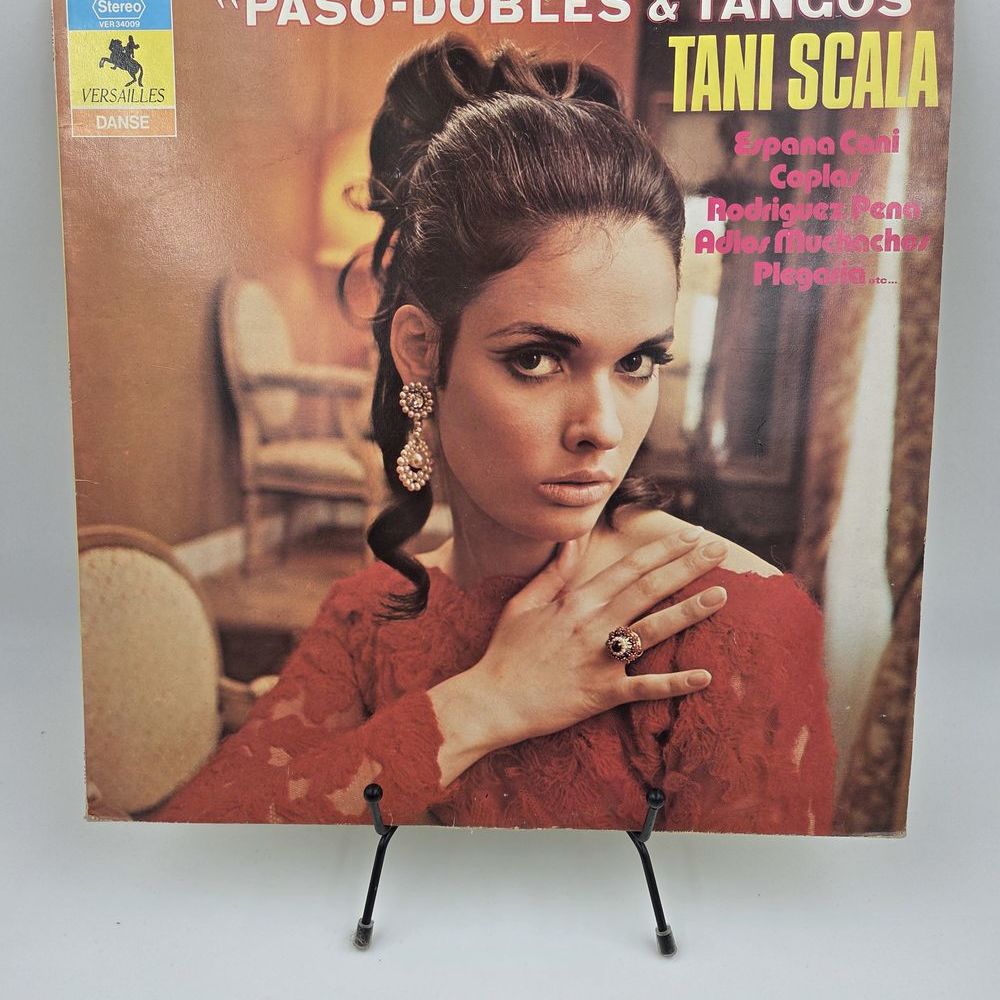 Stereo
VER 34009
VERSAILLES
DANSE
"PASO-DOBLES & TANGOS"
TANI SCALA
Espana Cani
Coplas
Rodriguez Pena
Adios Muchachos
Plegaria etc...